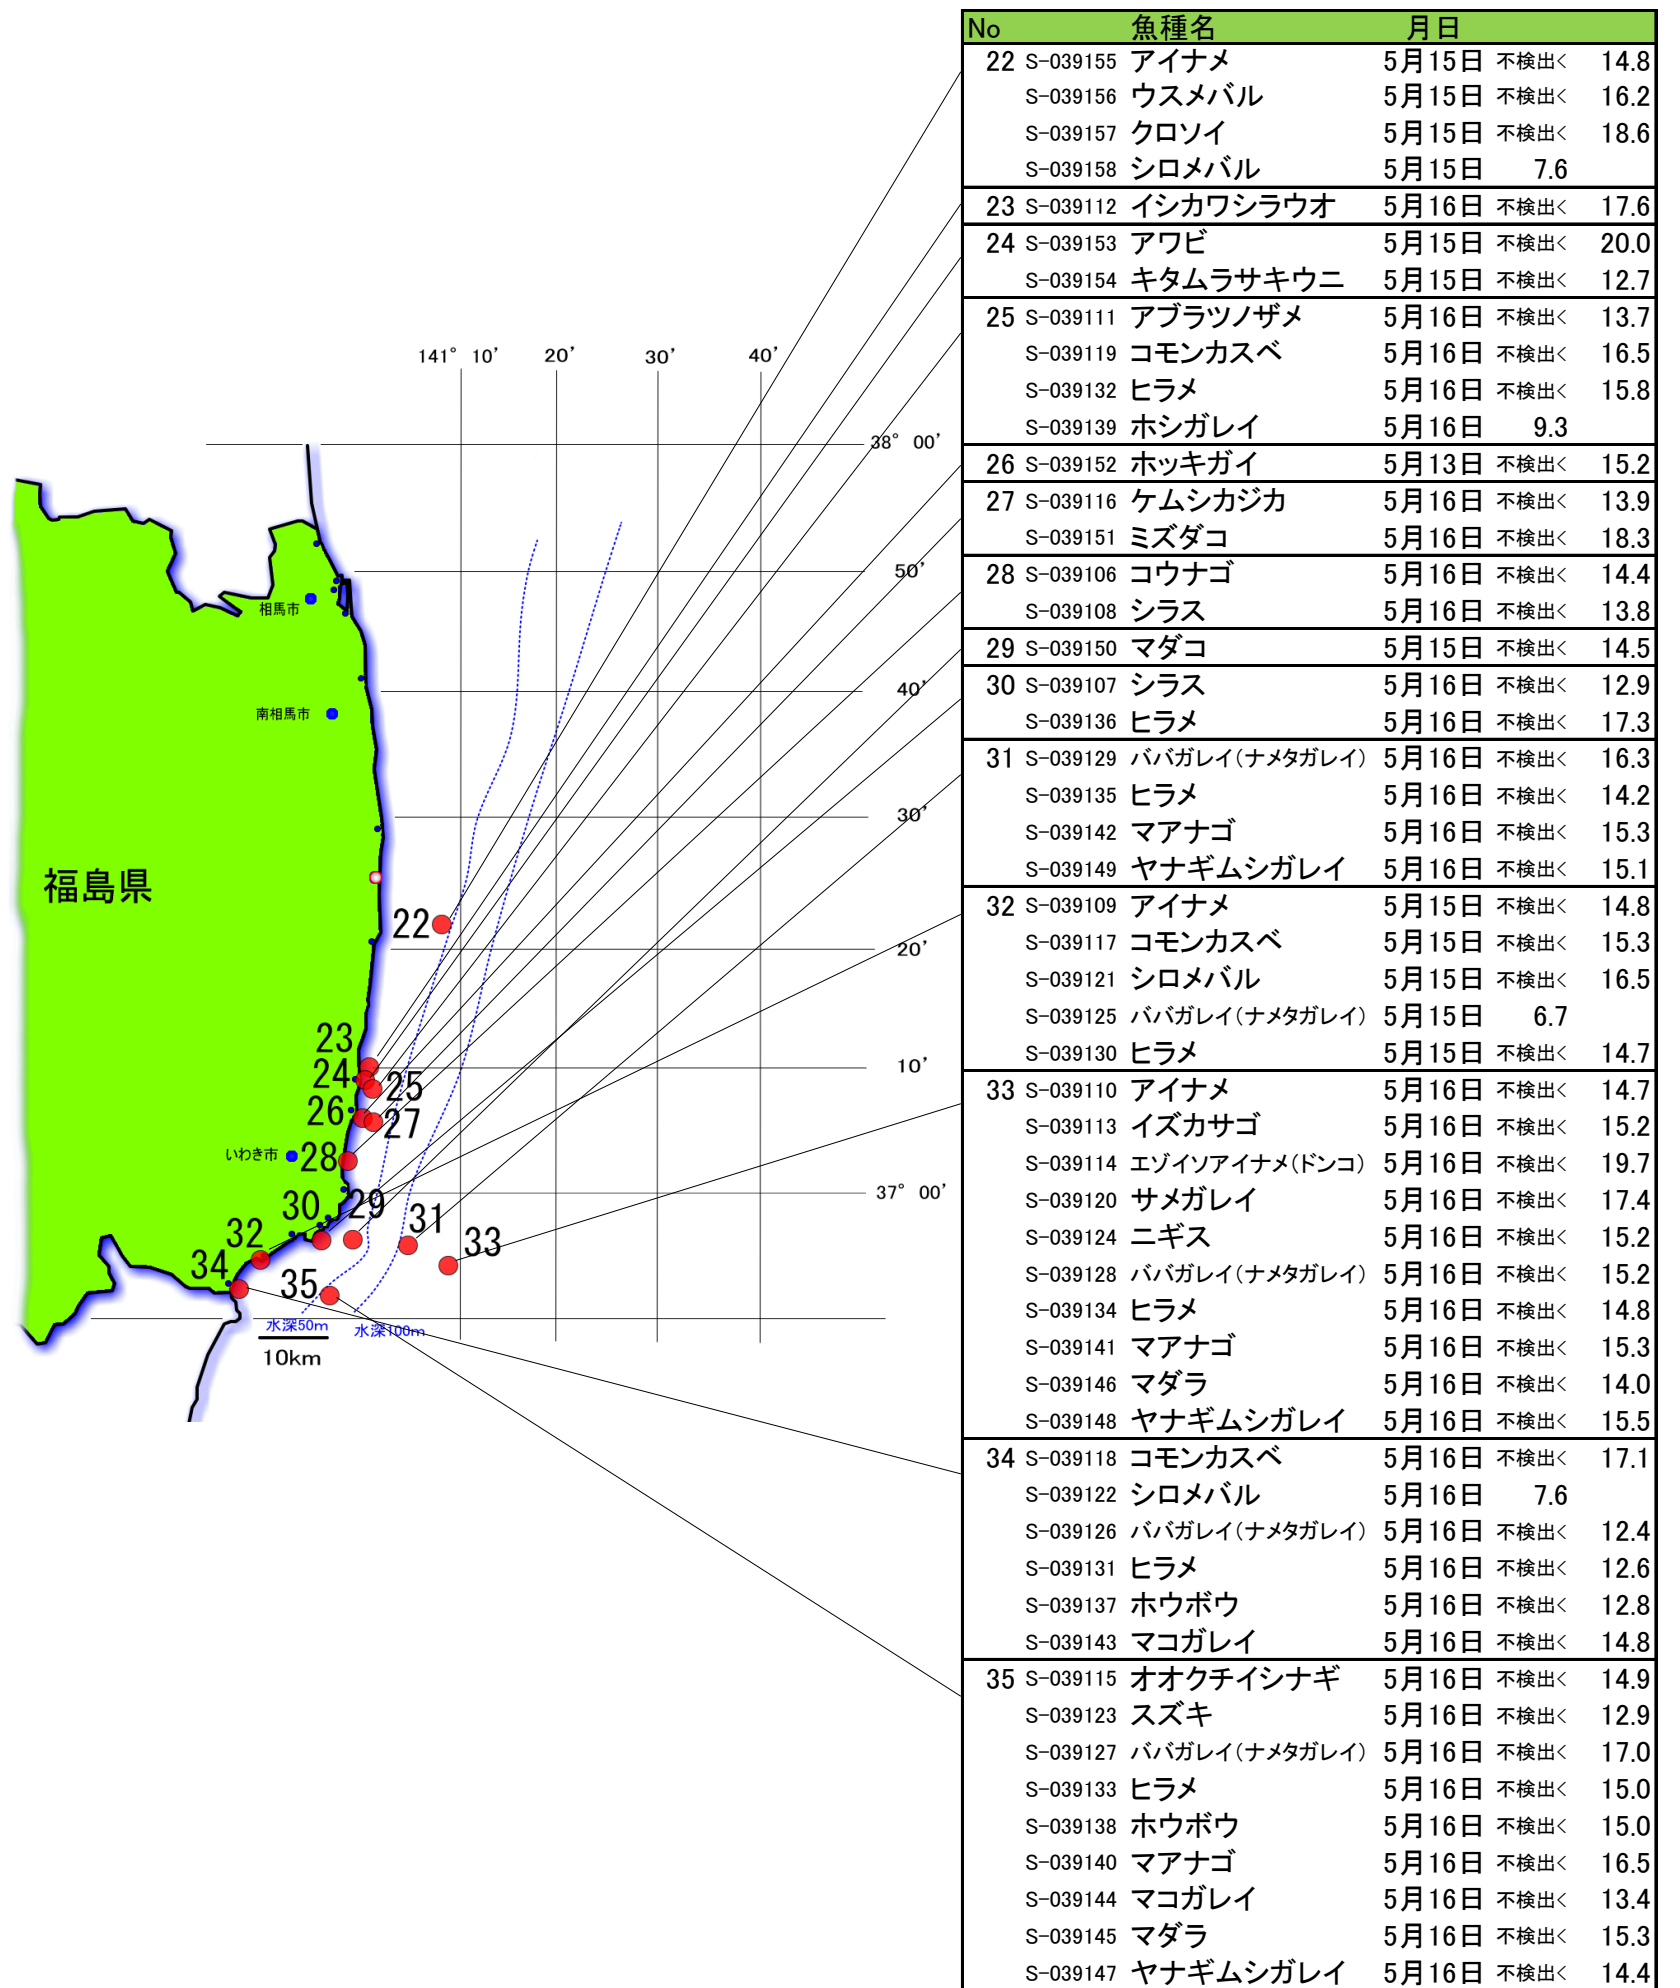 No 魚種名 月日
22 S-039155 アイナメ 5月15日 不検出< 14.8
S-039156 ウスメバル 5月15日 不検出< 16.2
S-039157 クロソイ 5月15日 不検出< 18.6
S-039158 シロメバル 5月15日 7.6
23 S-039112 イシカワシラウオ 5月16日 不検出< 17.6
24 S-039153 アワビ 5月15日 不検出< 20.0
S-039154 キタムラサキウニ 5月15日 不検出< 12.7
25 S-039111 アブラツノザメ 5月16日 不検出< 13.7
S-039119 コモンカスベ 5月16日 不検出< 16.5
S-039132 ヒラメ 5月16日 不検出< 15.8
S-039139 ホシガレイ 5月16日 9.3
26 S-039152 ホッキガイ 5月13日 不検出< 15.2
27 S-039116 ケムシカジカ 5月16日 不検出< 13.9
S-039151 ミズダコ 5月16日 不検出< 18.3
28 S-039106 コウナゴ 5月16日 不検出< 14.4
S-039108 シラス 5月16日 不検出< 13.8
29 S-039150 マダコ 5月15日 不検出< 14.5
30 S-039107 シラス 5月16日 不検出< 12.9
S-039136 ヒラメ 5月16日 不検出< 17.3
31 S-039129 ババガレイ(ナメタガレイ) 5月16日 不検出< 16.3
S-039135 ヒラメ 5月16日 不検出< 14.2
S-039142 マアナゴ 5月16日 不検出< 15.3
S-039149 ヤナギムシガレイ 5月16日 不検出< 15.1
32 S-039109 アイナメ 5月15日 不検出< 14.8
S-039117 コモンカスベ 5月15日 不検出< 15.3
S-039121 シロメバル 5月15日 不検出< 16.5
S-039125 ババガレイ(ナメタガレイ) 5月15日 6.7
S-039130 ヒラメ 5月15日 不検出< 14.7
33 S-039110 アイナメ 5月16日 不検出< 14.7
S-039113 イズカサゴ 5月16日 不検出< 15.2
S-039114 エゾイソアイナメ(ドンコ) 5月16日 不検出< 19.7
S-039120 サメガレイ 5月16日 不検出< 17.4
S-039124 ニギス 5月16日 不検出< 15.2
S-039128 ババガレイ(ナメタガレイ) 5月16日 不検出< 15.2
S-039134 ヒラメ 5月16日 不検出< 14.8
S-039141 マアナゴ 5月16日 不検出< 15.3
S-039146 マダラ 5月16日 不検出< 14.0
S-039148 ヤナギムシガレイ 5月16日 不検出< 15.5
34 S-039118 コモンカスベ 5月16日 不検出< 17.1
S-039122 シロメバル 5月16日 7.6
S-039126 ババガレイ(ナメタガレイ) 5月16日 不検出< 12.4
S-039131 ヒラメ 5月16日 不検出< 12.6
S-039137 ホウボウ 5月16日 不検出< 12.8
S-039143 マコガレイ 5月16日 不検出< 14.8
35 S-039115 オオクチイシナギ 5月16日 不検出< 14.9
S-039123 スズキ 5月16日 不検出< 12.9
S-039127 ババガレイ(ナメタガレイ) 5月16日 不検出< 17.0
S-039133 ヒラメ 5月16日 不検出< 15.0
S-039138 ホウボウ 5月16日 不検出< 15.0
S-039140 マアナゴ 5月16日 不検出< 16.5
S-039144 マコガレイ 5月16日 不検出< 13.4
S-039145 マダラ 5月16日 不検出< 15.3
S-039147 ヤナギムシガレイ 5月16日 不検出< 14.4
141° 10’ 20’ 30’ 40’
38° 00’
50’
相馬市
40’
南相馬市
30’
福島県
22
20’
23
10’
24
25
26
27
いわき市
28
37° 00’
30
29
31
32
33
34
35
水深50m
水深100m
10km